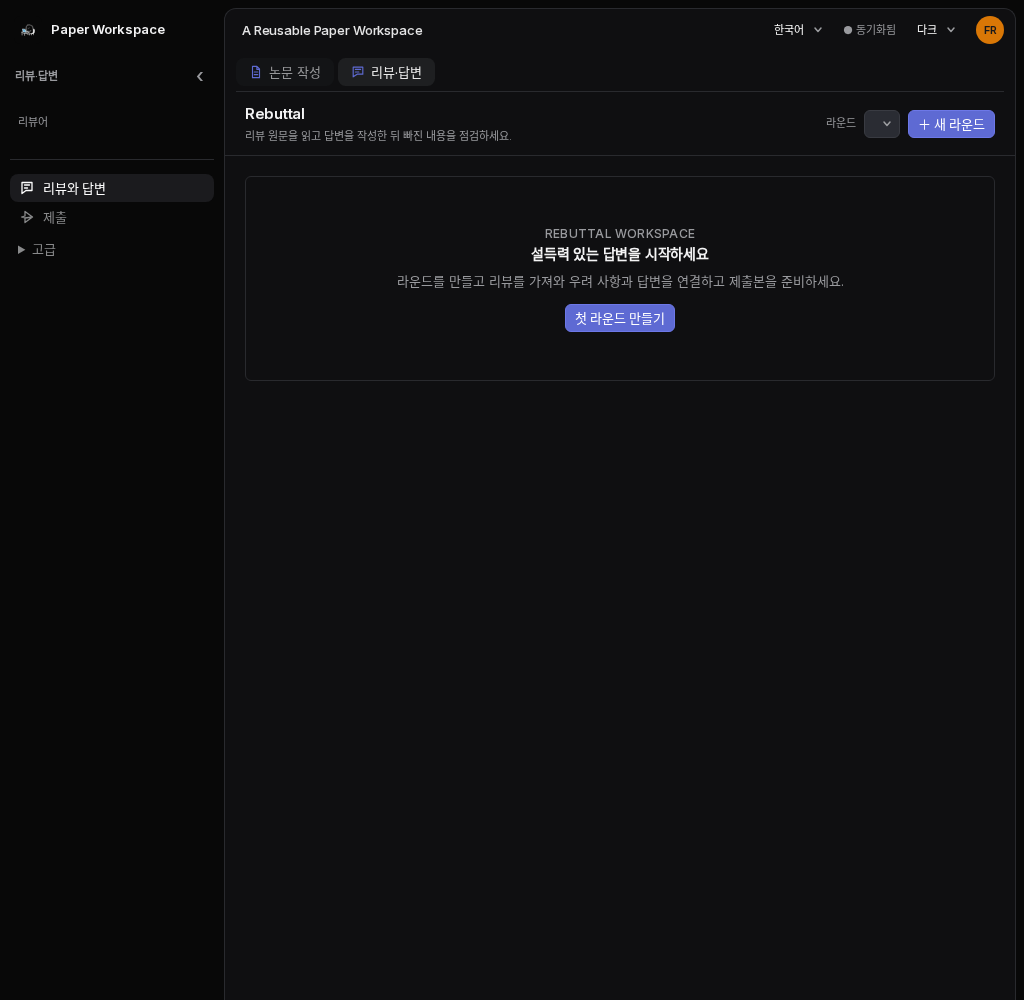 Paper Workspace
리뷰·답변
리뷰어
리뷰와 답변
제출
고급
A Reusable Paper Workspace
한국어
동기화됨
다크
FR
논문 작성
리뷰·답변
Rebuttal
리뷰 원문을 읽고 답변을 작성한 뒤 빠진 내용을 점검하세요.
라운드
+ 새 라운드
REBUTTAL WORKSPACE
설득력 있는 답변을 시작하세요
라운드를 만들고 리뷰를 가져와 우려 사항과 답변을 연결하고 제출본을 준비하세요.
첫 라운드 만들기